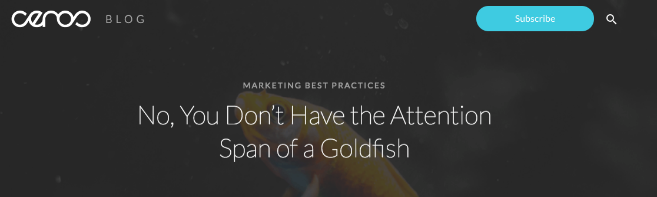 ceros BLOG
Subscribe
MARKETING BEST PRACTICES
No, You Don't Have the Attention
Span of a Goldfish